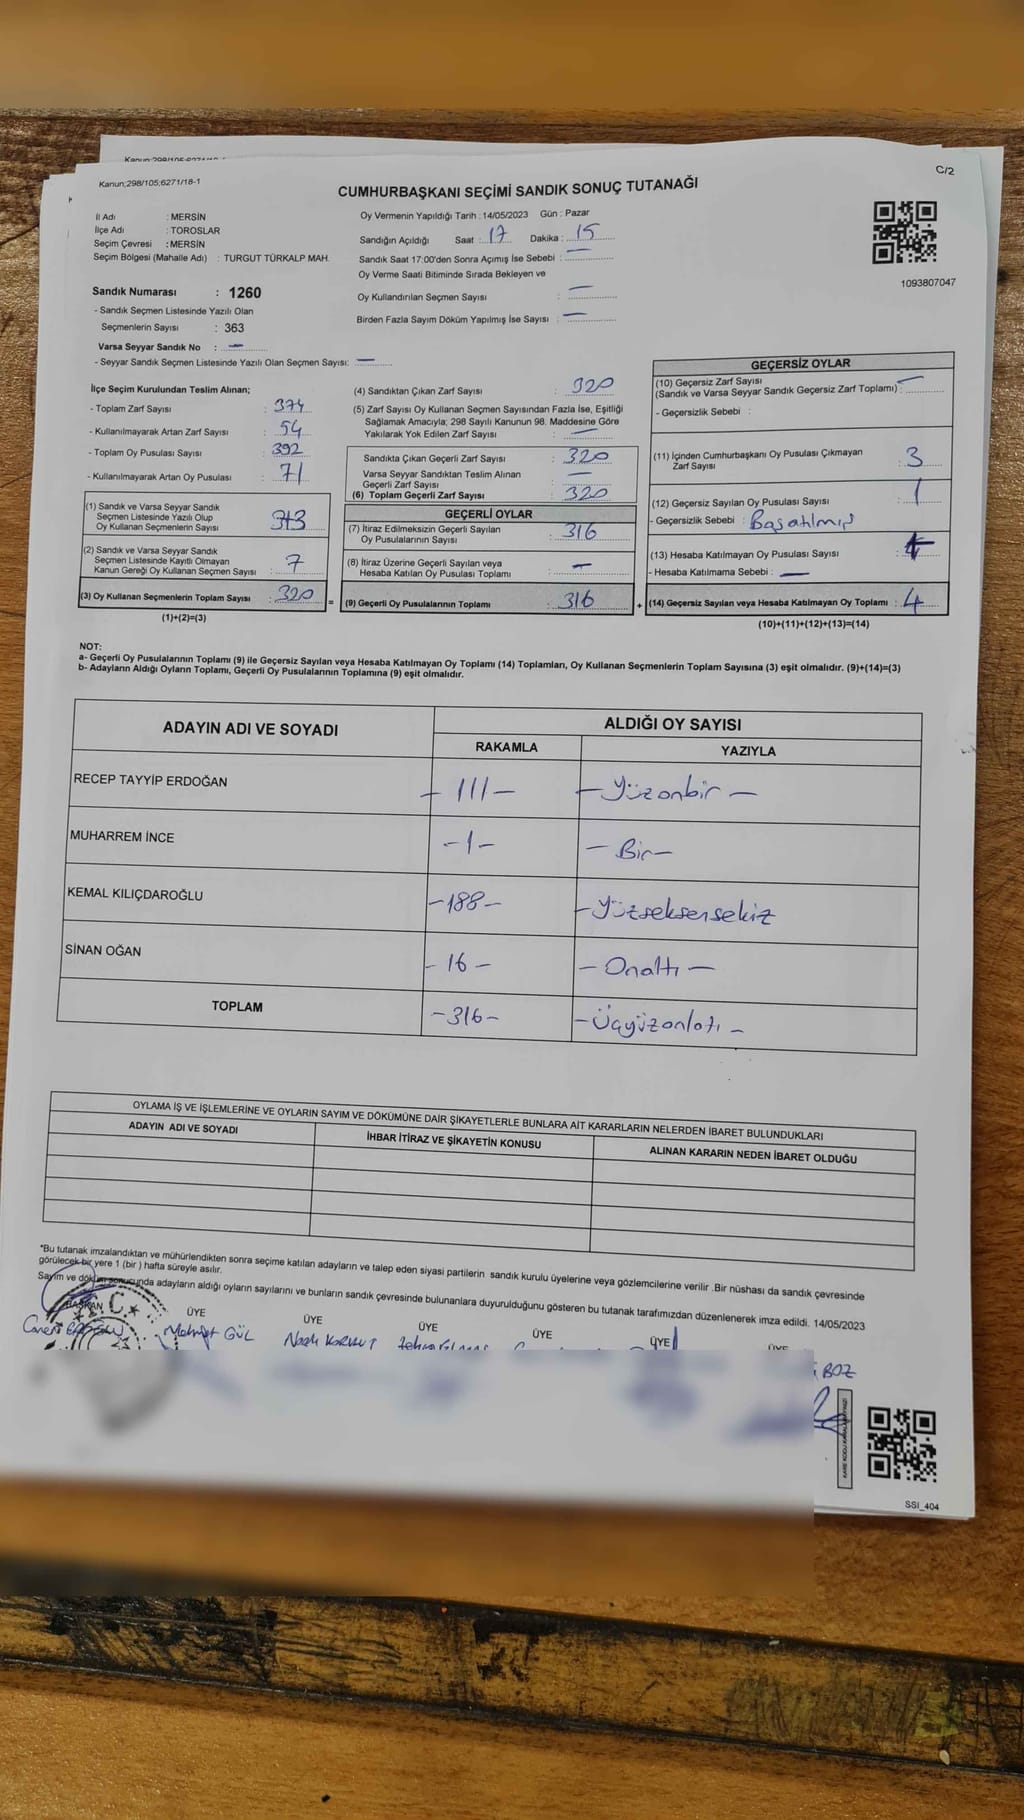 Kanun;298/105;6271/18-1
C/2
CUMHURBAŞKANI SEÇİMİ SANDIK SONUÇ TUTANAĞI
İl Adı : MERSİN
İlçe Adı : TOROSLAR
Seçim Çevresi : MERSİN
Seçim Bölgesi (Mahalle Adı) : TURGUT TÜRKALP MAH.
Sandık Numarası : 1260
- Sandık Seçmen Listesinde Yazılı Olan
Seçmenlerin Sayısı : 363
Varsa Seyyar Sandık No : —
- Seyyar Sandık Seçmen Listesinde Yazılı Olan Seçmen Sayısı: —
Oy Vermenin Yapıldığı Tarih : 14/05/2023 Gün : Pazar
Sandığın Açıldığı Saat : 17 Dakika : 15
Sandık Saat 17:00'den Sonra Açımış İse Sebebi : —
Oy Verme Saati Bitiminde Sırada Bekleyen ve
Oy Kullandırılan Seçmen Sayısı : —
Birden Fazla Sayım Döküm Yapılmış İse Sayısı : —
1093807047
İlçe Seçim Kurulundan Teslim Alınan;
- Toplam Zarf Sayısı : 374
- Kullanılmayarak Artan Zarf Sayısı : 54
- Toplam Oy Pusulası Sayısı : 392
- Kullanılmayarak Artan Oy Pusulası : 71
(1) Sandık ve Varsa Seyyar Sandık
Seçmen Listesinde Yazılı Olup
Oy Kullanan Seçmenlerin Sayısı : 313
(2) Sandık ve Varsa Seyyar Sandık
Seçmen Listesinde Kayıtlı Olmayan
Kanun Gereği Oy Kullanan Seçmen Sayısı : 7
(3) Oy Kullanan Seçmenlerin Toplam Sayısı : 320
(1)+(2)=(3)
(4) Sandıktan Çıkan Zarf Sayısı : 320
(5) Zarf Sayısı Oy Kullanan Seçmen Sayısından Fazla İse, Eşitliği
Sağlamak Amacıyla; 298 Sayılı Kanunun 98. Maddesine Göre
Yakılarak Yok Edilen Zarf Sayısı : —
Sandıkta Çıkan Geçerli Zarf Sayısı : 320
Varsa Seyyar Sandıktan Teslim Alınan
Geçerli Zarf Sayısı : —
(6) Toplam Geçerli Zarf Sayısı : 320
GEÇERLİ OYLAR
(7) İtiraz Edilmeksizin Geçerli Sayılan
Oy Pusulalarının Sayısı : 316
(8) İtiraz Üzerine Geçerli Sayılan veya
Hesaba Katılan Oy Pusulası Toplamı : —
= (9) Geçerli Oy Pusulalarının Toplamı : 316
GEÇERSİZ OYLAR
(10) Geçersiz Zarf Sayısı
(Sandık ve Varsa Seyyar Sandık Geçersiz Zarf Toplamı) : —
- Geçersizlik Sebebi :
(11) İçinden Cumhurbaşkanı Oy Pusulası Çıkmayan
Zarf Sayısı : 3
(12) Geçersiz Sayılan Oy Pusulası Sayısı : 1
- Geçersizlik Sebebi : Boş atılmış
(13) Hesaba Katılmayan Oy Pusulası Sayısı :
- Hesaba Katılmama Sebebi : —
+ (14) Geçersiz Sayılan veya Hesaba Katılmayan Oy Toplamı : 4
(10)+(11)+(12)+(13)=(14)
NOT:
a- Geçerli Oy Pusulalarının Toplamı (9) ile Geçersiz Sayılan veya Hesaba Katılmayan Oy Toplamı (14) Toplamları, Oy Kullanan Seçmenlerin Toplam Sayısına (3) eşit olmalıdır. (9)+(14)=(3)
b- Adayların Aldığı Oyların Toplamı, Geçerli Oy Pusulalarının Toplamına (9) eşit olmalıdır.
ADAYIN ADI VE SOYADI ALDIĞI OY SAYISI
RAKAMLA YAZIYLA
RECEP TAYYİP ERDOĞAN - 111 - - Yüzonbir -
MUHARREM İNCE - 1 - - Bir -
KEMAL KILIÇDAROĞLU - 188 - - Yüzseksensekiz
SİNAN OĞAN - 16 - - Onaltı -
TOPLAM - 316 - - Üçyüzonaltı -
OYLAMA İŞ VE İŞLEMLERİNE VE OYLARIN SAYIM VE DÖKÜMÜNE DAİR ŞİKAYETLERLE BUNLARA AİT KARARLARIN NELERDEN İBARET BULUNDUKLARI
ADAYIN ADI VE SOYADI İHBAR İTİRAZ VE ŞİKAYETİN KONUSU ALINAN KARARIN NEDEN İBARET OLDUĞU
*Bu tutanak imzalandıktan ve mühürlendikten sonra seçime katılan adayların ve talep eden siyasi partilerin sandık kurulu üyelerine veya gözlemcilerine verilir .Bir nüshası da sandık çevresinde
görülecek bir yere 1 (bir ) hafta süreyle asılır.
Sayım ve döküm sonucunda adayların aldığı oyların sayılarını ve bunların sandık çevresinde bulunanlara duyurulduğunu gösteren bu tutanak tarafımızdan düzenlenerek imza edildi. 14/05/2023
BAŞKAN ÜYE ÜYE ÜYE ÜYE ÜYE ÜYE
Mehmet GÜL Nazlı KORKUT
BOZ
T.C.
SSI_404